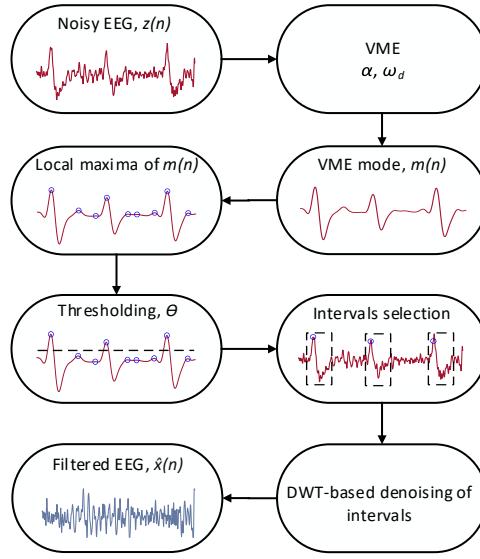 Noisy EEG, z(n)
VME
α, ω_d
Local maxima of m(n)
VME mode, m(n)
Thresholding, Θ
Intervals selection
Filtered EEG, x̂(n)
DWT-based denoising of
intervals